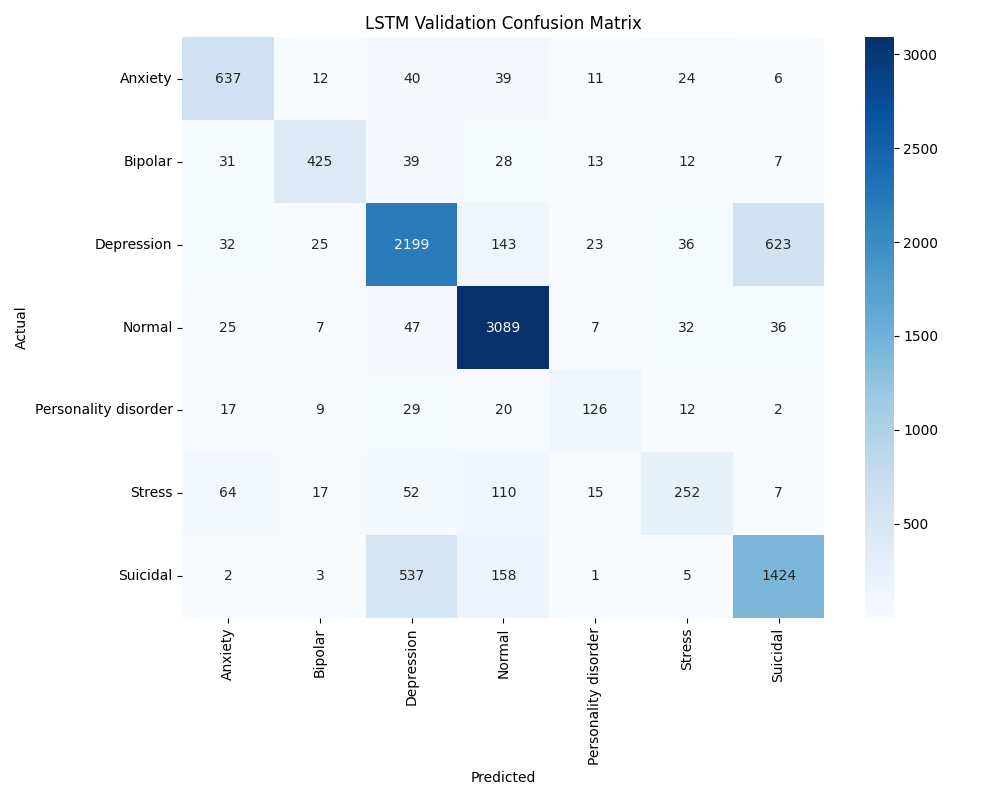 LSTM Validation Confusion Matrix
Actual
Anxiety 637 12 40 39 11 24 6
Bipolar 31 425 39 28 13 12 7
Depression 32 25 2199 143 23 36 623
Normal 25 7 47 3089 7 32 36
Personality disorder 17 9 29 20 126 12 2
Stress 64 17 52 110 15 252 7
Suicidal 2 3 537 158 1 5 1424
Anxiety Bipolar Depression Normal Personality disorder Stress Suicidal
Predicted
3000
2500
2000
1500
1000
500